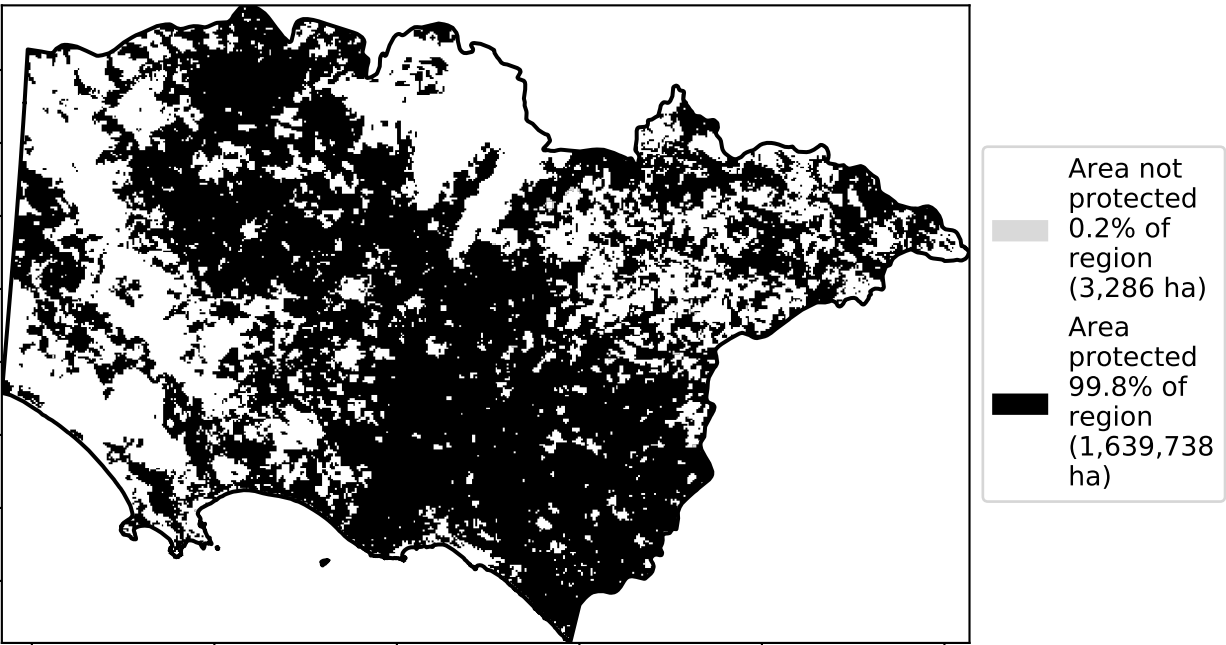 Area not
protected
0.2% of
region
(3,286 ha)
Area
protected
99.8% of
region
(1,639,738
ha)